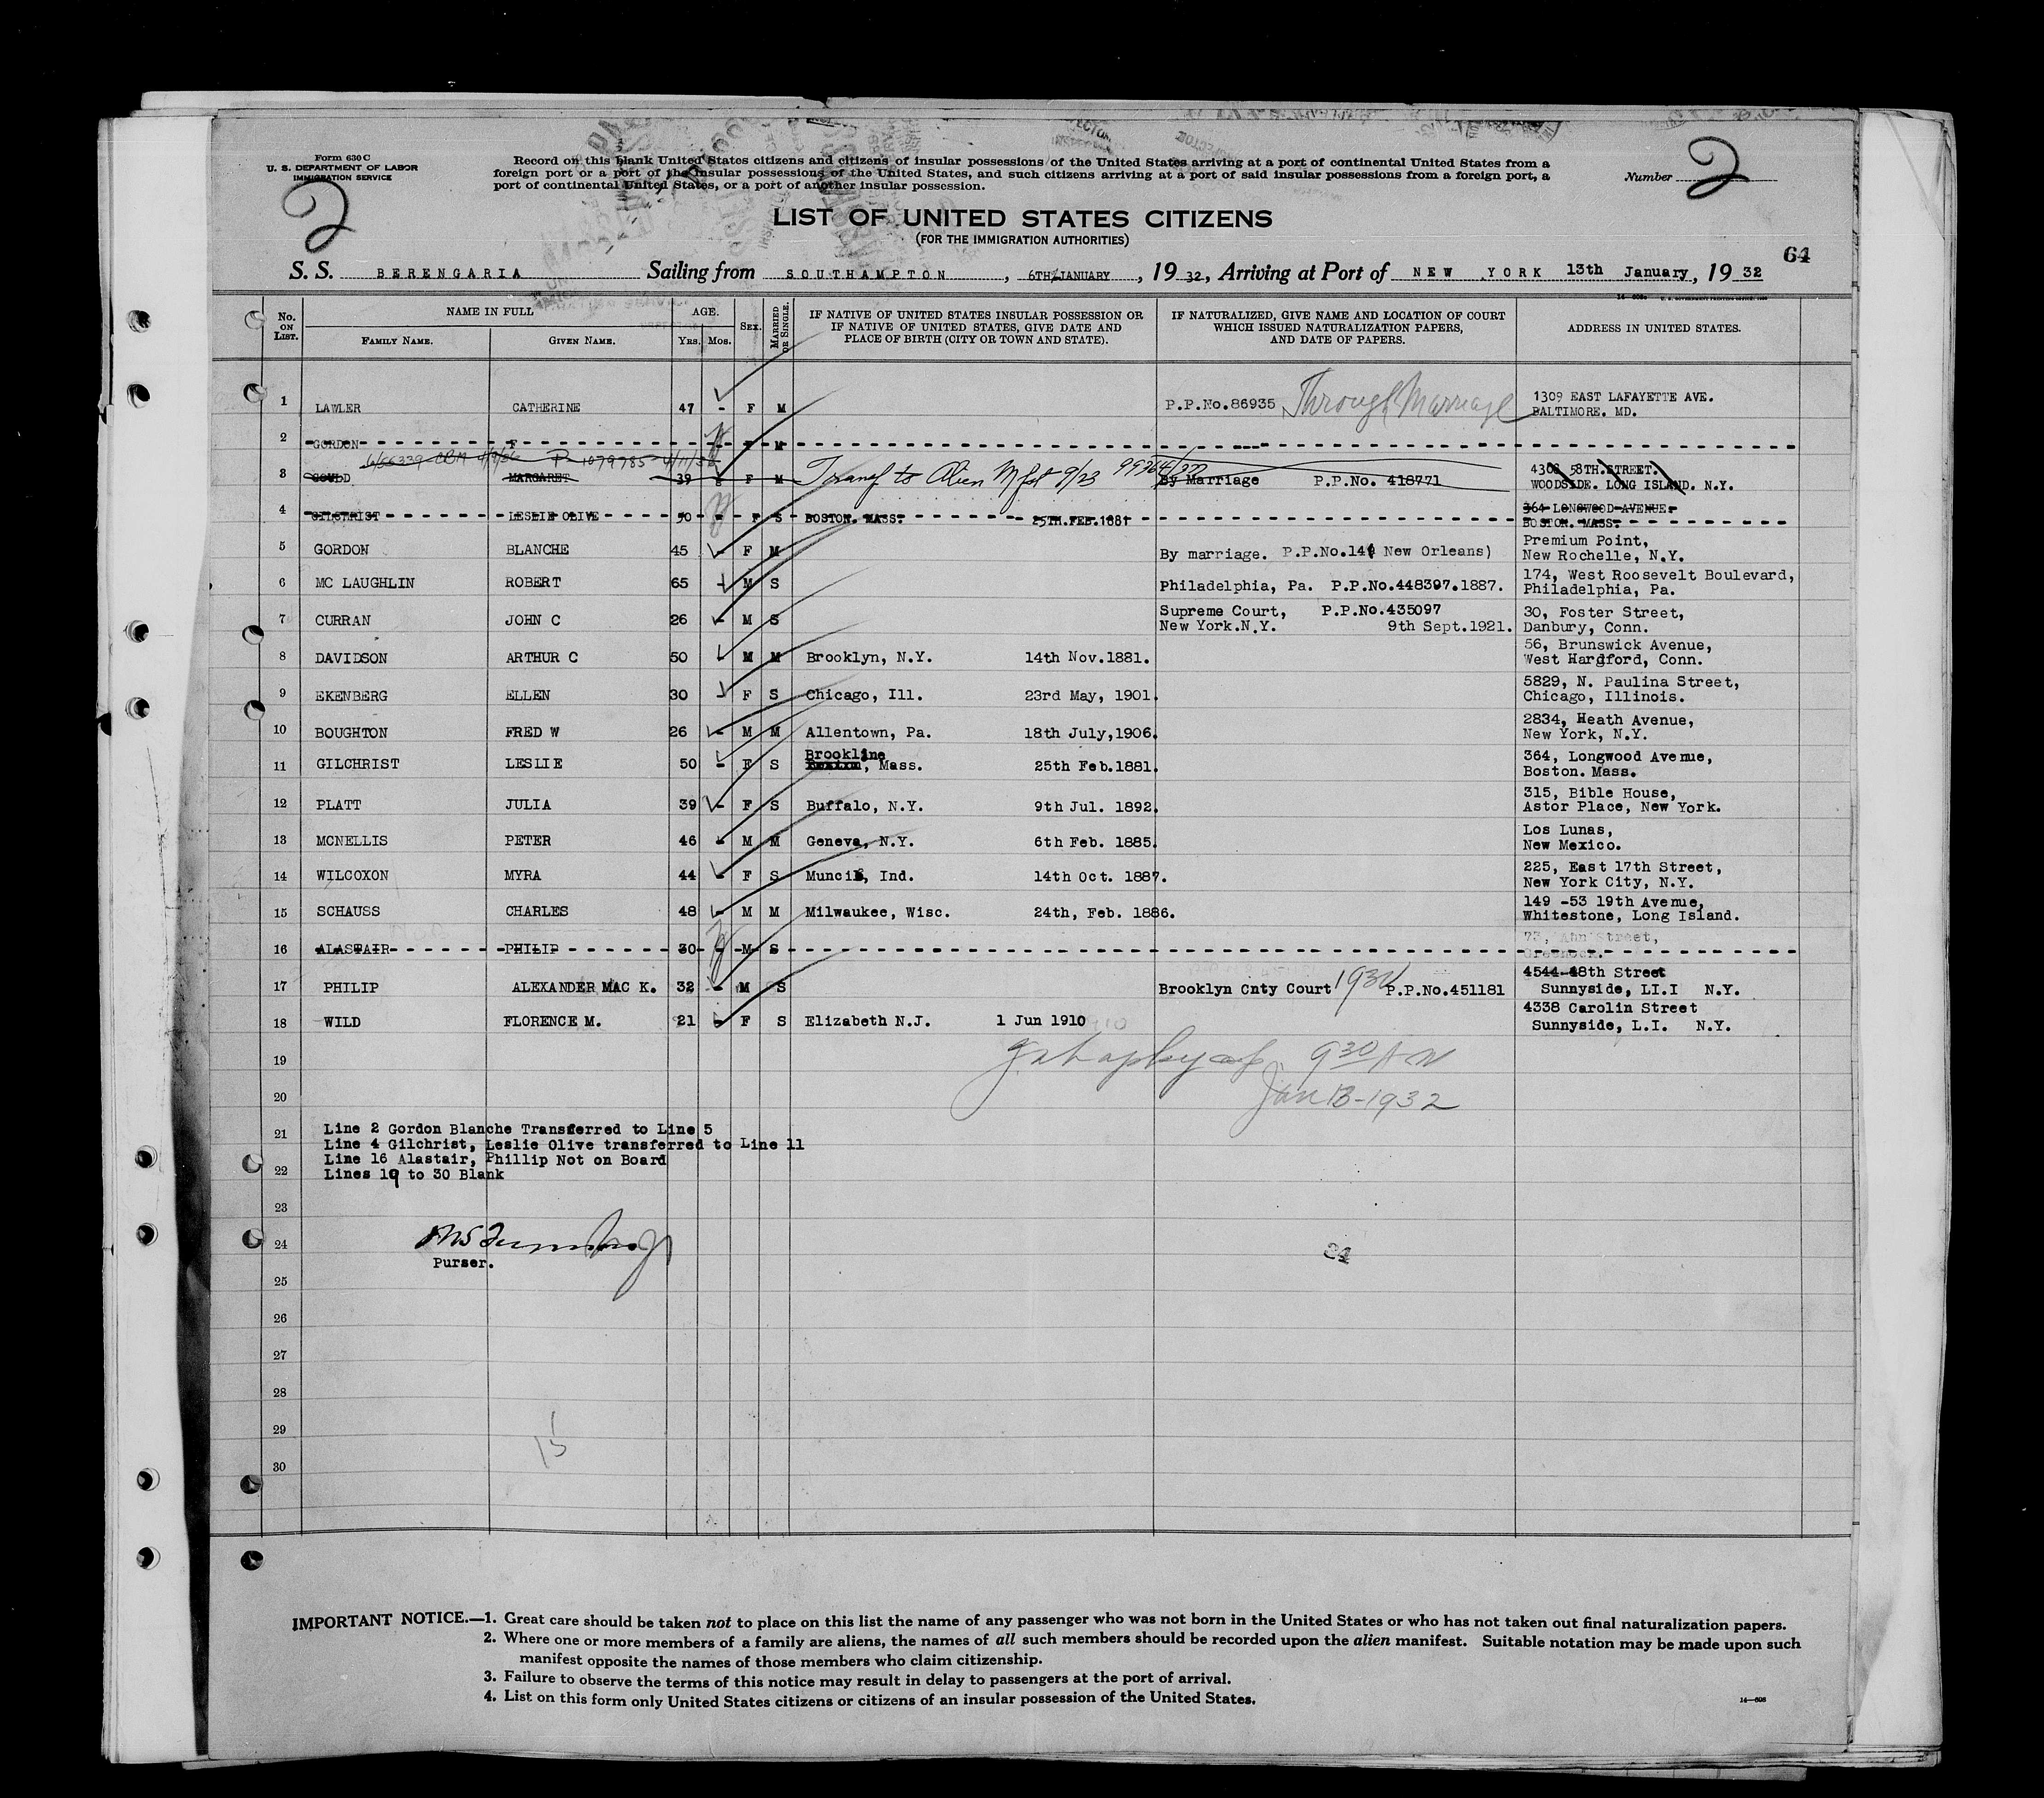 Form 630 C
U. S. DEPARTMENT OF LABOR
IMMIGRATION SERVICE
Record on this blank United States citizens and citizens of insular possessions of the United States arriving at a port of continental United States from a
foreign port or a port of the insular possessions of the United States, and such citizens arriving at a port of said insular possessions from a foreign port, a
port of continental United States, or a port of another insular possession.
Number 2
2
LIST OF UNITED STATES CITIZENS
(FOR THE IMMIGRATION AUTHORITIES)
64
S. S. BERENGARIA Sailing from SOUTHAMPTON, 6TH JANUARY, 1932, Arriving at Port of NEW YORK 13th January, 1932
No. ON LIST. NAME IN FULL FAMILY NAME. GIVEN NAME. AGE. YRS. MOS. SEX. MARRIED OR SINGLE. IF NATIVE OF UNITED STATES INSULAR POSSESSION OR IF NATIVE OF UNITED STATES, GIVE DATE AND PLACE OF BIRTH (CITY OR TOWN AND STATE). IF NATURALIZED, GIVE NAME AND LOCATION OF COURT WHICH ISSUED NATURALIZATION PAPERS, AND DATE OF PAPERS. ADDRESS IN UNITED STATES.
1 LAWLER CATHERINE 47 - F M P.P.No.86935 Through Marriage 1309 EAST LAFAYETTE AVE.
BALTIMORE. MD.
2 GORDON F F M
3 GOULD MARGARET 39 - F M Transf to Alien Mfst 9/23 By Marriage P.P.No. 418771 4308 58TH.STREET.
WOODSIDE. LONG ISLAND. N.Y.
4 GILCHRIST LESLIE OLIVE 50 - F S BOSTON. MASS. 25TH.FEB.1881 364 LONGWOOD AVENUE.
BOSTON. MASS.
5 GORDON BLANCHE 45 - F M By marriage. P.P.No.14( New Orleans) Premium Point,
New Rochelle, N.Y.
6 MC LAUGHLIN ROBERT 65 - M S Philadelphia, Pa. P.P.No.448397.1887. 174, West Roosevelt Boulevard,
Philadelphia, Pa.
7 CURRAN JOHN C 26 - M S Supreme Court, P.P.No.435097 30, Foster Street,
New York.N.Y. 9th Sept.1921. Danbury, Conn.
8 DAVIDSON ARTHUR C 50 - M M Brooklyn, N.Y. 14th Nov.1881. 56, Brunswick Avenue,
West Hardford, Conn.
9 EKENBERG ELLEN 30 - F S Chicago, Ill. 23rd May, 1901. 5829, N. Paulina Street,
Chicago, Illinois.
10 BOUGHTON FRED W 26 - M M Allentown, Pa. 18th July,1906. 2834, Heath Avenue,
New York, N.Y.
11 GILCHRIST LESLIE 50 - F S Brookline, Mass. 25th Feb.1881. 364, Longwood Avenue,
Boston. Mass.
12 PLATT JULIA 39 - F S Buffalo, N.Y. 9th Jul. 1892. 315, Bible House,
Astor Place, New York.
13 MCNELLIS PETER 46 - M M Geneva, N.Y. 6th Feb. 1885. Los Lunas,
New Mexico.
14 WILCOXON MYRA 44 - F S Muncie, Ind. 14th Oct. 1887. 225, East 17th Street,
New York City, N.Y.
15 SCHAUSS CHARLES 48 - M M Milwaukee, Wisc. 24th, Feb. 1886. 149 -53 19th Avenue,
Whitestone, Long Island.
16 ALASTAIR PHILIP 30 - M S 73, Ann Street,
Greenock.
17 PHILIP ALEXANDER MAC K. 32 - M S Brooklyn Cnty Court P.P.No.451181 4544-48th Street
Sunnyside, LI.I N.Y.
18 WILD FLORENCE M. 21 - F S Elizabeth N.J. 1 Jun 1910 4338 Carolin Street
Sunnyside, L.I. N.Y.
19 9 30 AM
20 Jan 13-1932
21 Line 2 Gordon Blanche Transferred to Line 5
Line 4 Gilchrist, Leslie Olive transferred to Line 11
Line 16 Alastair, Phillip Not on Board
22 Lines 19 to 30 Blank
23
24
Purser.
25
26
27
28
29
30
15
IMPORTANT NOTICE.—1. Great care should be taken not to place on this list the name of any passenger who was not born in the United States or who has not taken out final naturalization papers.
2. Where one or more members of a family are aliens, the names of all such members should be recorded upon the alien manifest. Suitable notation may be made upon such
manifest opposite the names of those members who claim citizenship.
3. Failure to observe the terms of this notice may result in delay to passengers at the port of arrival.
4. List on this form only United States citizens or citizens of an insular possession of the United States.
14—608